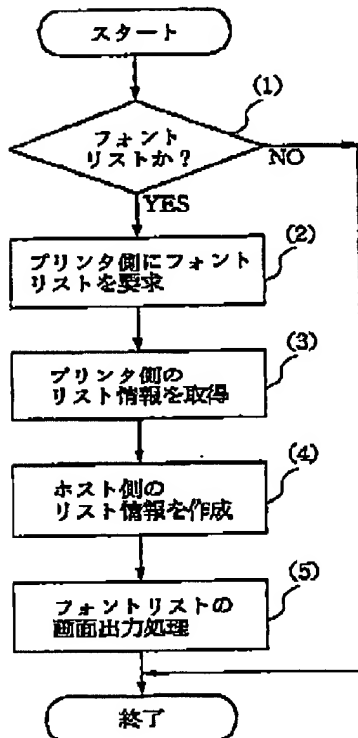 スタート
(1)
フォント
リストか？
NO
YES
(2)
プリンタ側にフォント
リストを要求
(3)
プリンタ側の
リスト情報を取得
(4)
ホスト側の
リスト情報を作成
(5)
フォントリストの
画面出力処理
終了